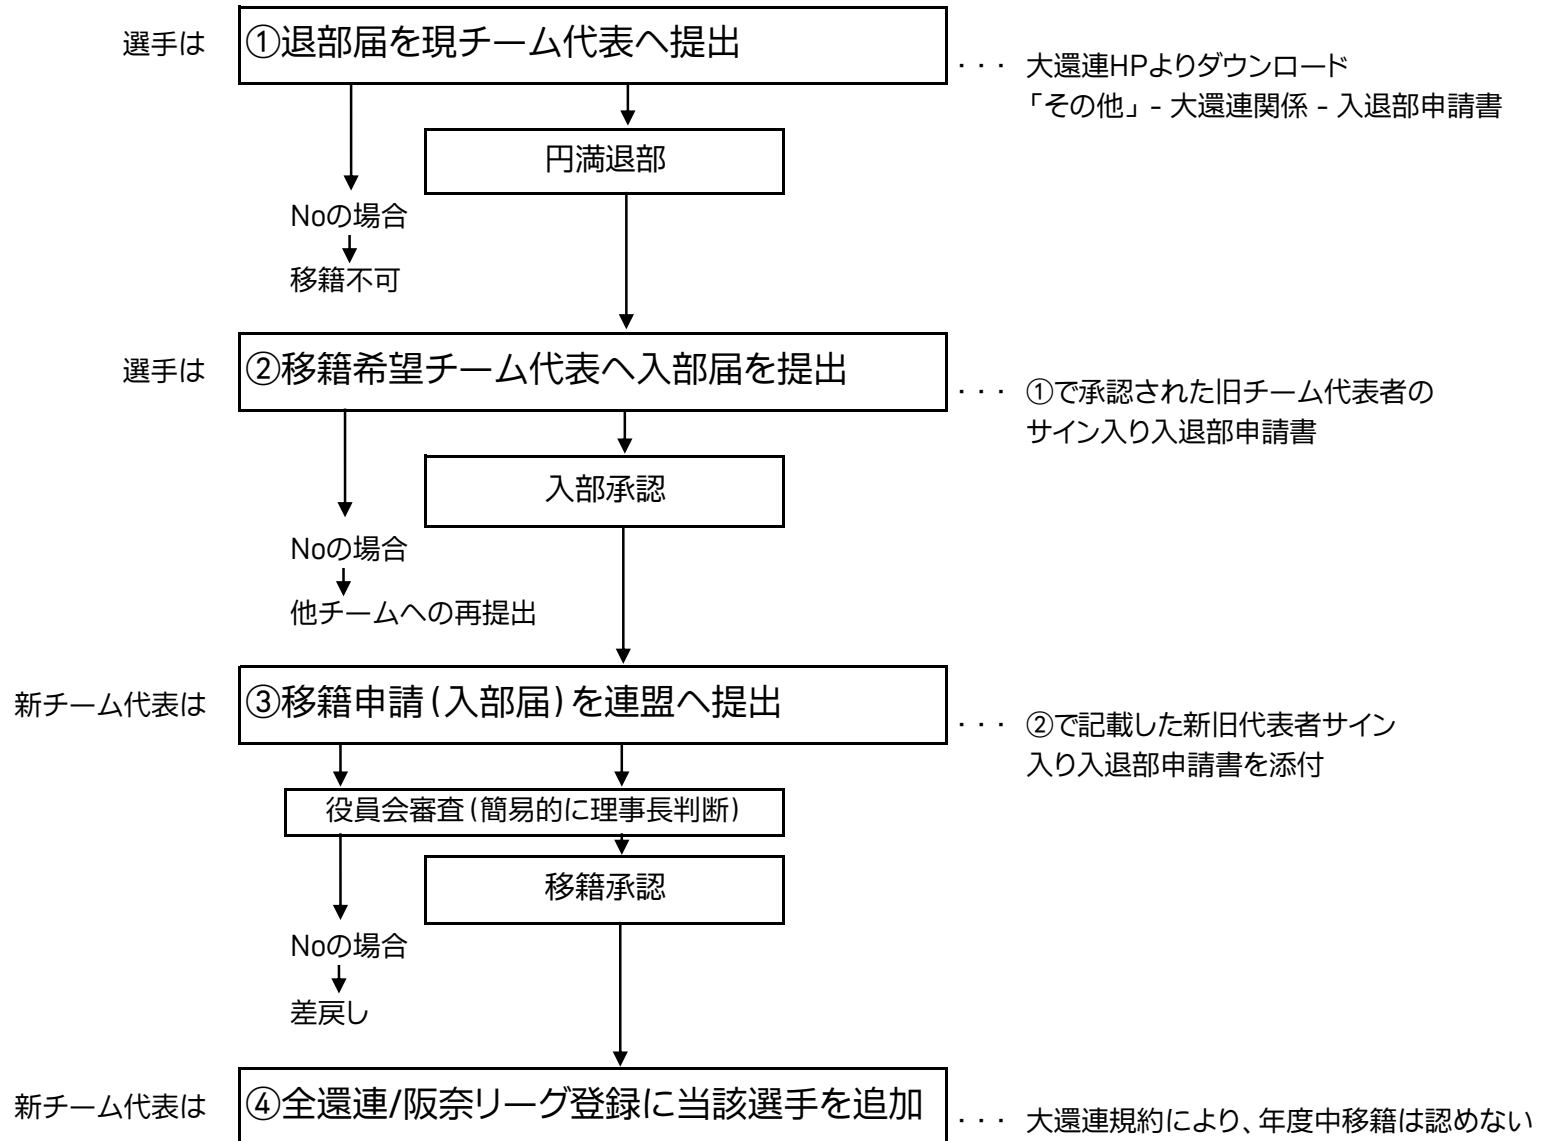 選手は
①退部届を現チーム代表へ提出
・・・ 大還連HPよりダウンロード
「その他」 - 大還連関係 - 入退部申請書
円満退部
Noの場合
移籍不可
選手は
②移籍希望チーム代表へ入部届を提出
・・・ ①で承認された旧チーム代表者の
サイン入り入退部申請書
入部承認
Noの場合
他チームへの再提出
新チーム代表は
③移籍申請(入部届)を連盟へ提出
・・・ ②で記載した新旧代表者サイン
入り入退部申請書を添付
役員会審査(簡易的に理事長判断)
移籍承認
Noの場合
差戻し
新チーム代表は
④全還連/阪奈リーグ登録に当該選手を追加
・・・ 大還連規約により、年度中移籍は認めない